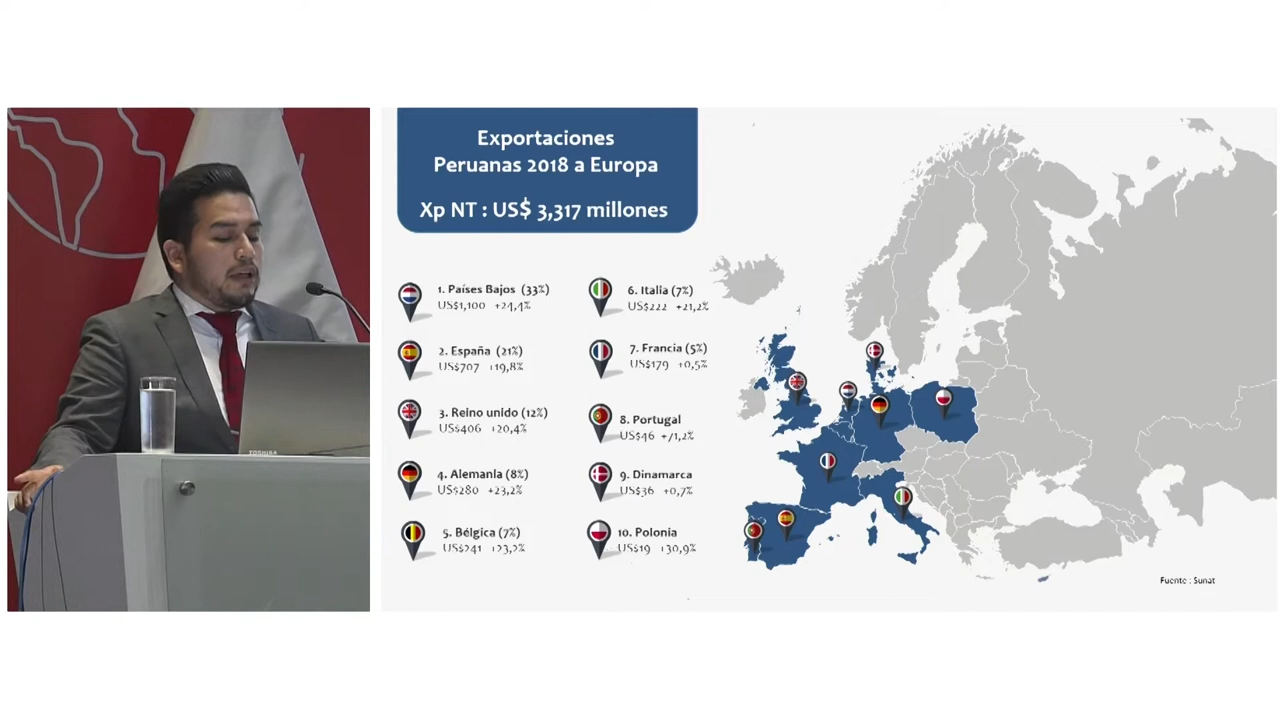 Exportaciones
Peruanas 2018 a Europa
Xp NT : US$ 3,317 millones
1. Países Bajos (33%)
US$1,100 +24,4%
2. España (21%)
US$707 +19,8%
3. Reino unido (12%)
US$406 +20,4%
4. Alemania (8%)
US$280 +23,2%
5. Bélgica (7%)
US$241
6. Italia (7%)
US$222 +21,2%
7. Francia (5%)
US$179 +0,5%
8. Portugal
US$46
9. Dinamarca
US$36 +0,7%
10. Polonia
US$19 +30,9%
Fuente : Sunat
TOSHIBA